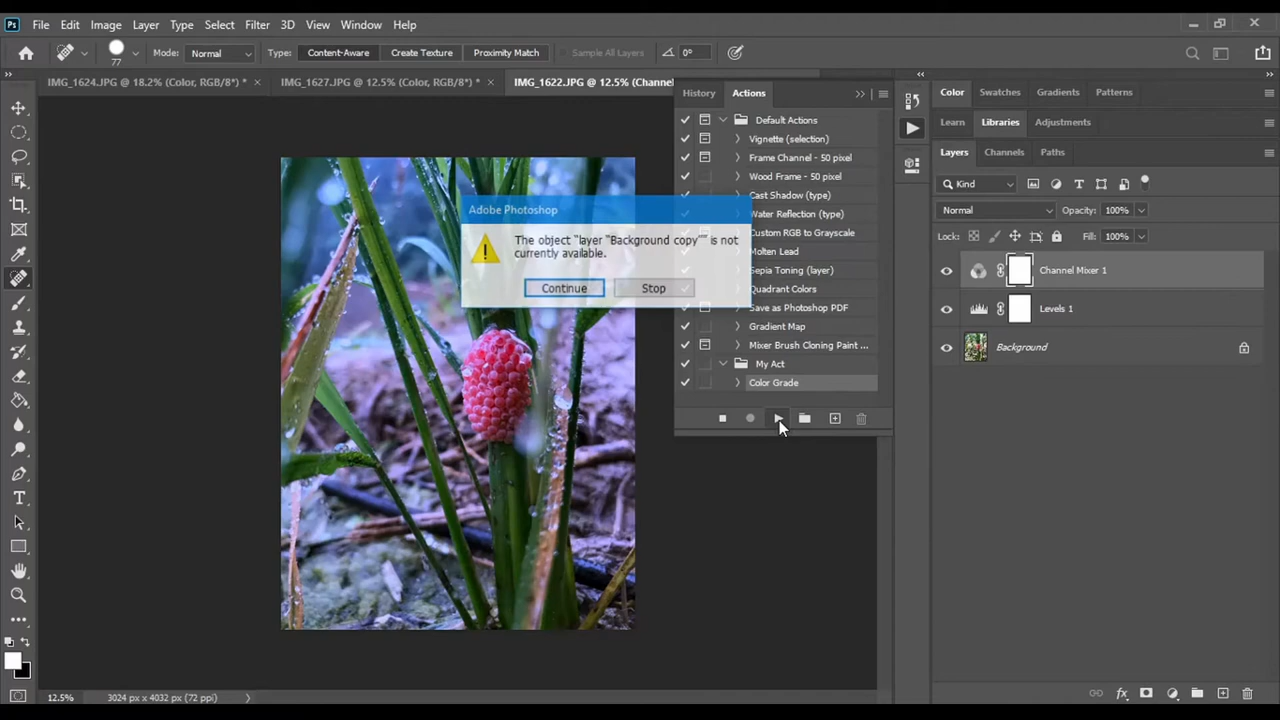 Ps File Edit Image Layer Type Select Filter 3D View Window Help
77 Mode: Normal Type: Content-Aware Create Texture Proximity Match Sample All Layers 0°
IMG_1624.JPG @ 18.2% (Color, RGB/8*) * × IMG_1627.JPG @ 12.5% (Color, RGB/8*) * × IMG_1622.JPG @ 12.5% (Channel
History Actions
Default Actions
Vignette (selection)
Frame Channel - 50 pixel
Wood Frame - 50 pixel
Cast Shadow (type)
Water Reflection (type)
Custom RGB to Grayscale
Molten Lead
Sepia Toning (layer)
Quadrant Colors
Save as Photoshop PDF
Gradient Map
Mixer Brush Cloning Paint ...
My Act
Color Grade
Adobe Photoshop
The object "layer "Background copy"" is not
currently available.
Continue Stop
Color Swatches Gradients Patterns
Learn Libraries Adjustments
Layers Channels Paths
Kind
Normal Opacity: 100%
Lock: Fill: 100%
Channel Mixer 1
Levels 1
Background
12.5% 3024 px x 4032 px (72 ppi)